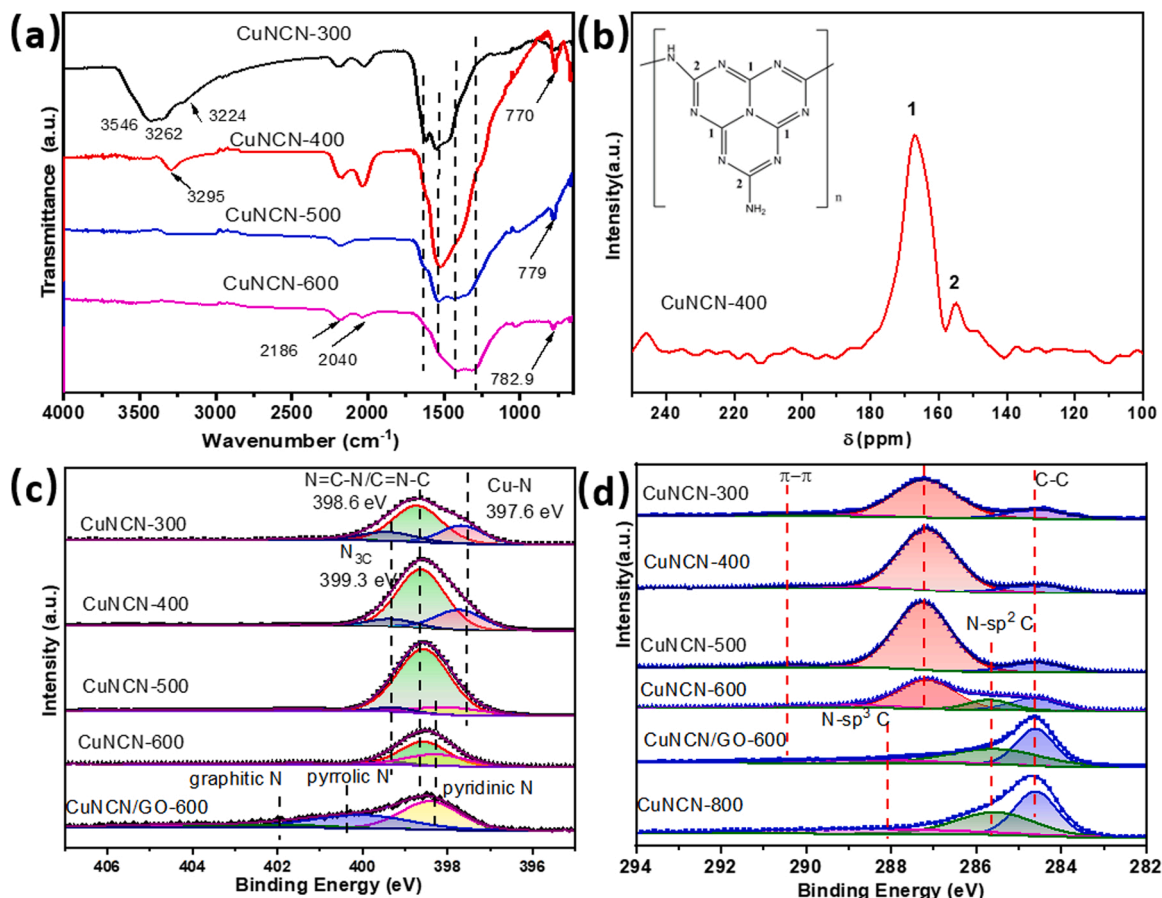 (a)
CuNCN-300
3546
3262
3224
770
CuNCN-400
3295
CuNCN-500
779
CuNCN-600
2186
2040
782.9
Transmittance (a.u.)
4000 3500 3000 2500 2000 1500 1000
Wavenumber (cm-1)
(b)
H
N 2 N 1 N
N N N
1 1
N N
2
NH2
n
1
2
CuNCN-400
Intensity(a.u.)
240 220 200 180 160 140 120 100
δ(ppm)
(c)
N=C-N/C=N-C
398.6 eV
Cu-N
397.6 eV
CuNCN-300
N3C
399.3 eV
CuNCN-400
CuNCN-500
CuNCN-600
graphitic N
pyrrolic N
pyridinic N
CuNCN/GO-600
Intensity (a.u.)
406 404 402 400 398 396
Binding Energy (eV)
(d)
π-π
C-C
CuNCN-300
CuNCN-400
N-sp2 C
CuNCN-500
CuNCN-600
N-sp3 C
CuNCN/GO-600
CuNCN-800
Intensity(a.u.)
294 292 290 288 286 284 282
Binding Energy (eV)